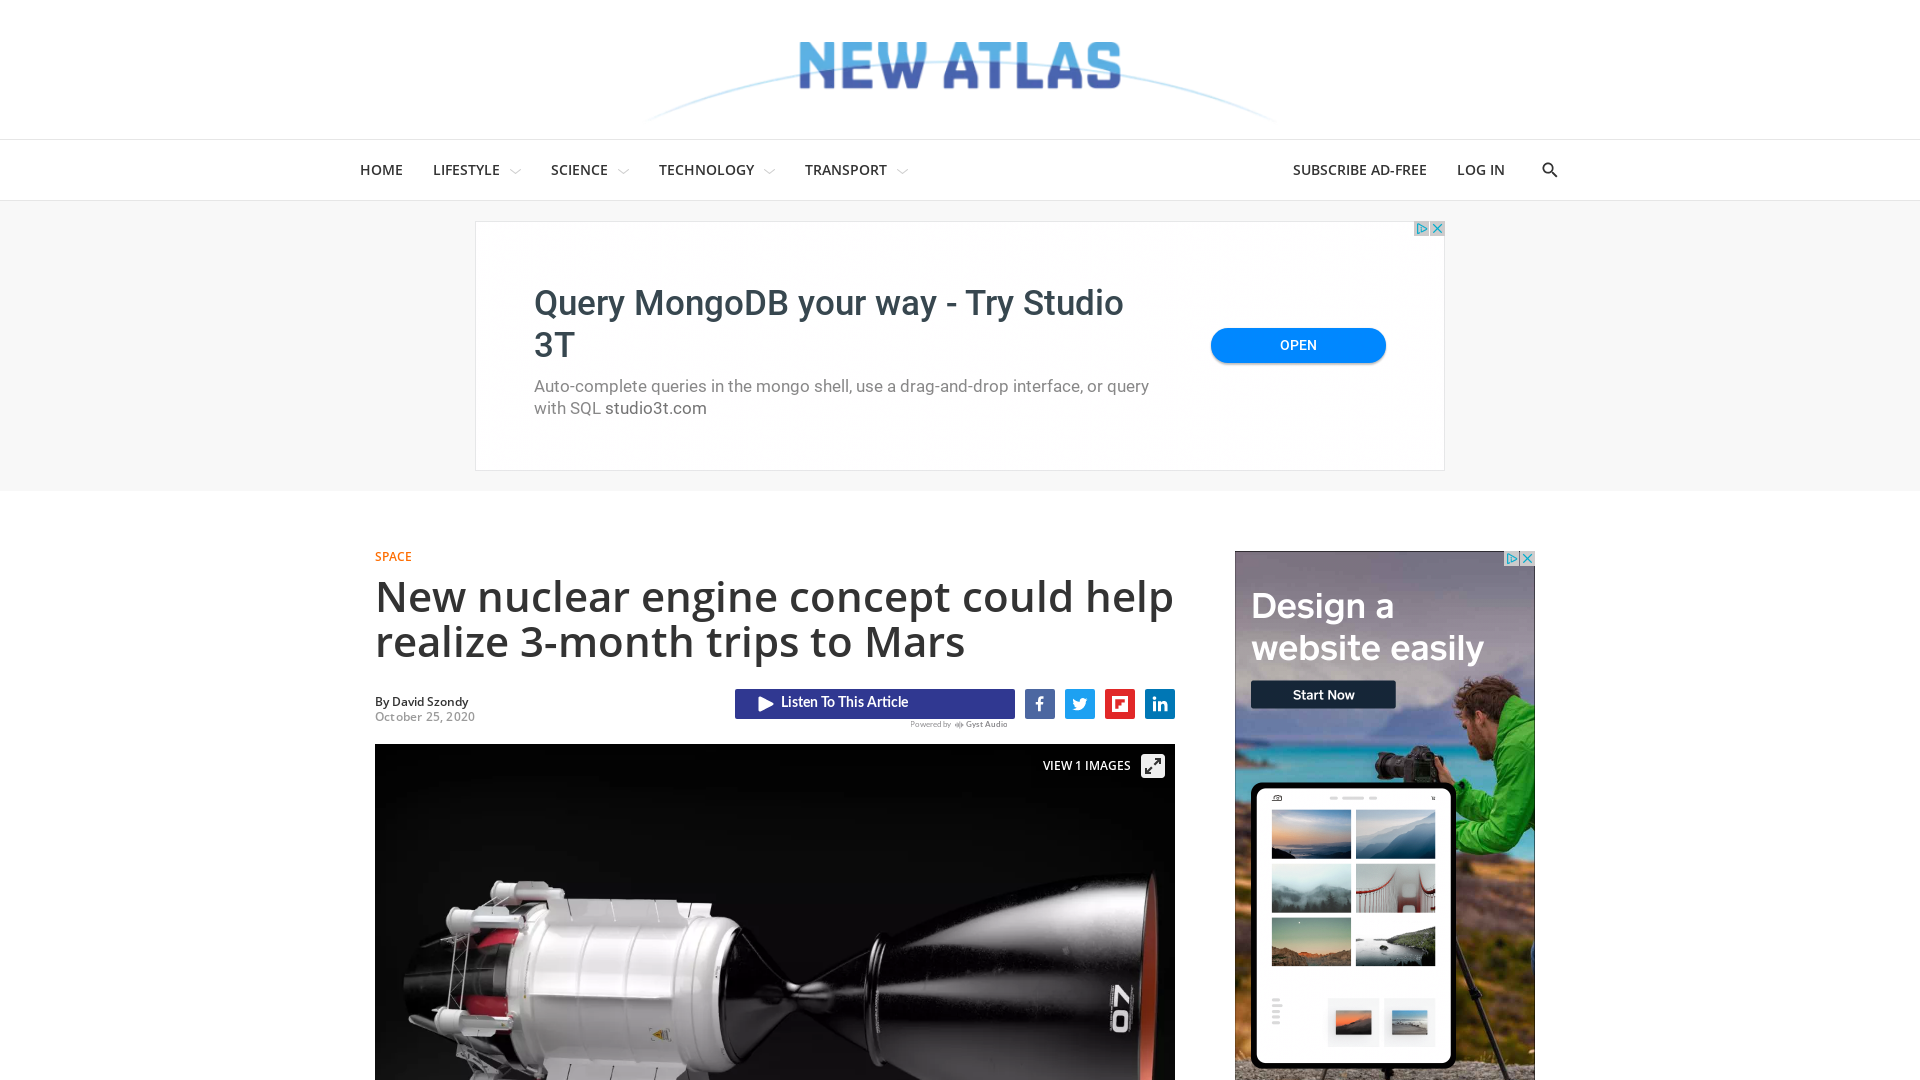 NEW ATLAS
HOME
LIFESTYLE
SCIENCE
TECHNOLOGY
TRANSPORT
SUBSCRIBE AD-FREE
LOG IN
Query MongoDB your way - Try Studio
3T
Auto-complete queries in the mongo shell, use a drag-and-drop interface, or query
with SQL studio3t.com
OPEN
SPACE
New nuclear engine concept could help
realize 3-month trips to Mars
By David Szondy
October 25, 2020
Listen To This Article
Powered by Gyst Audio
VIEW 1 IMAGES
07
Design a
website easily
Start Now